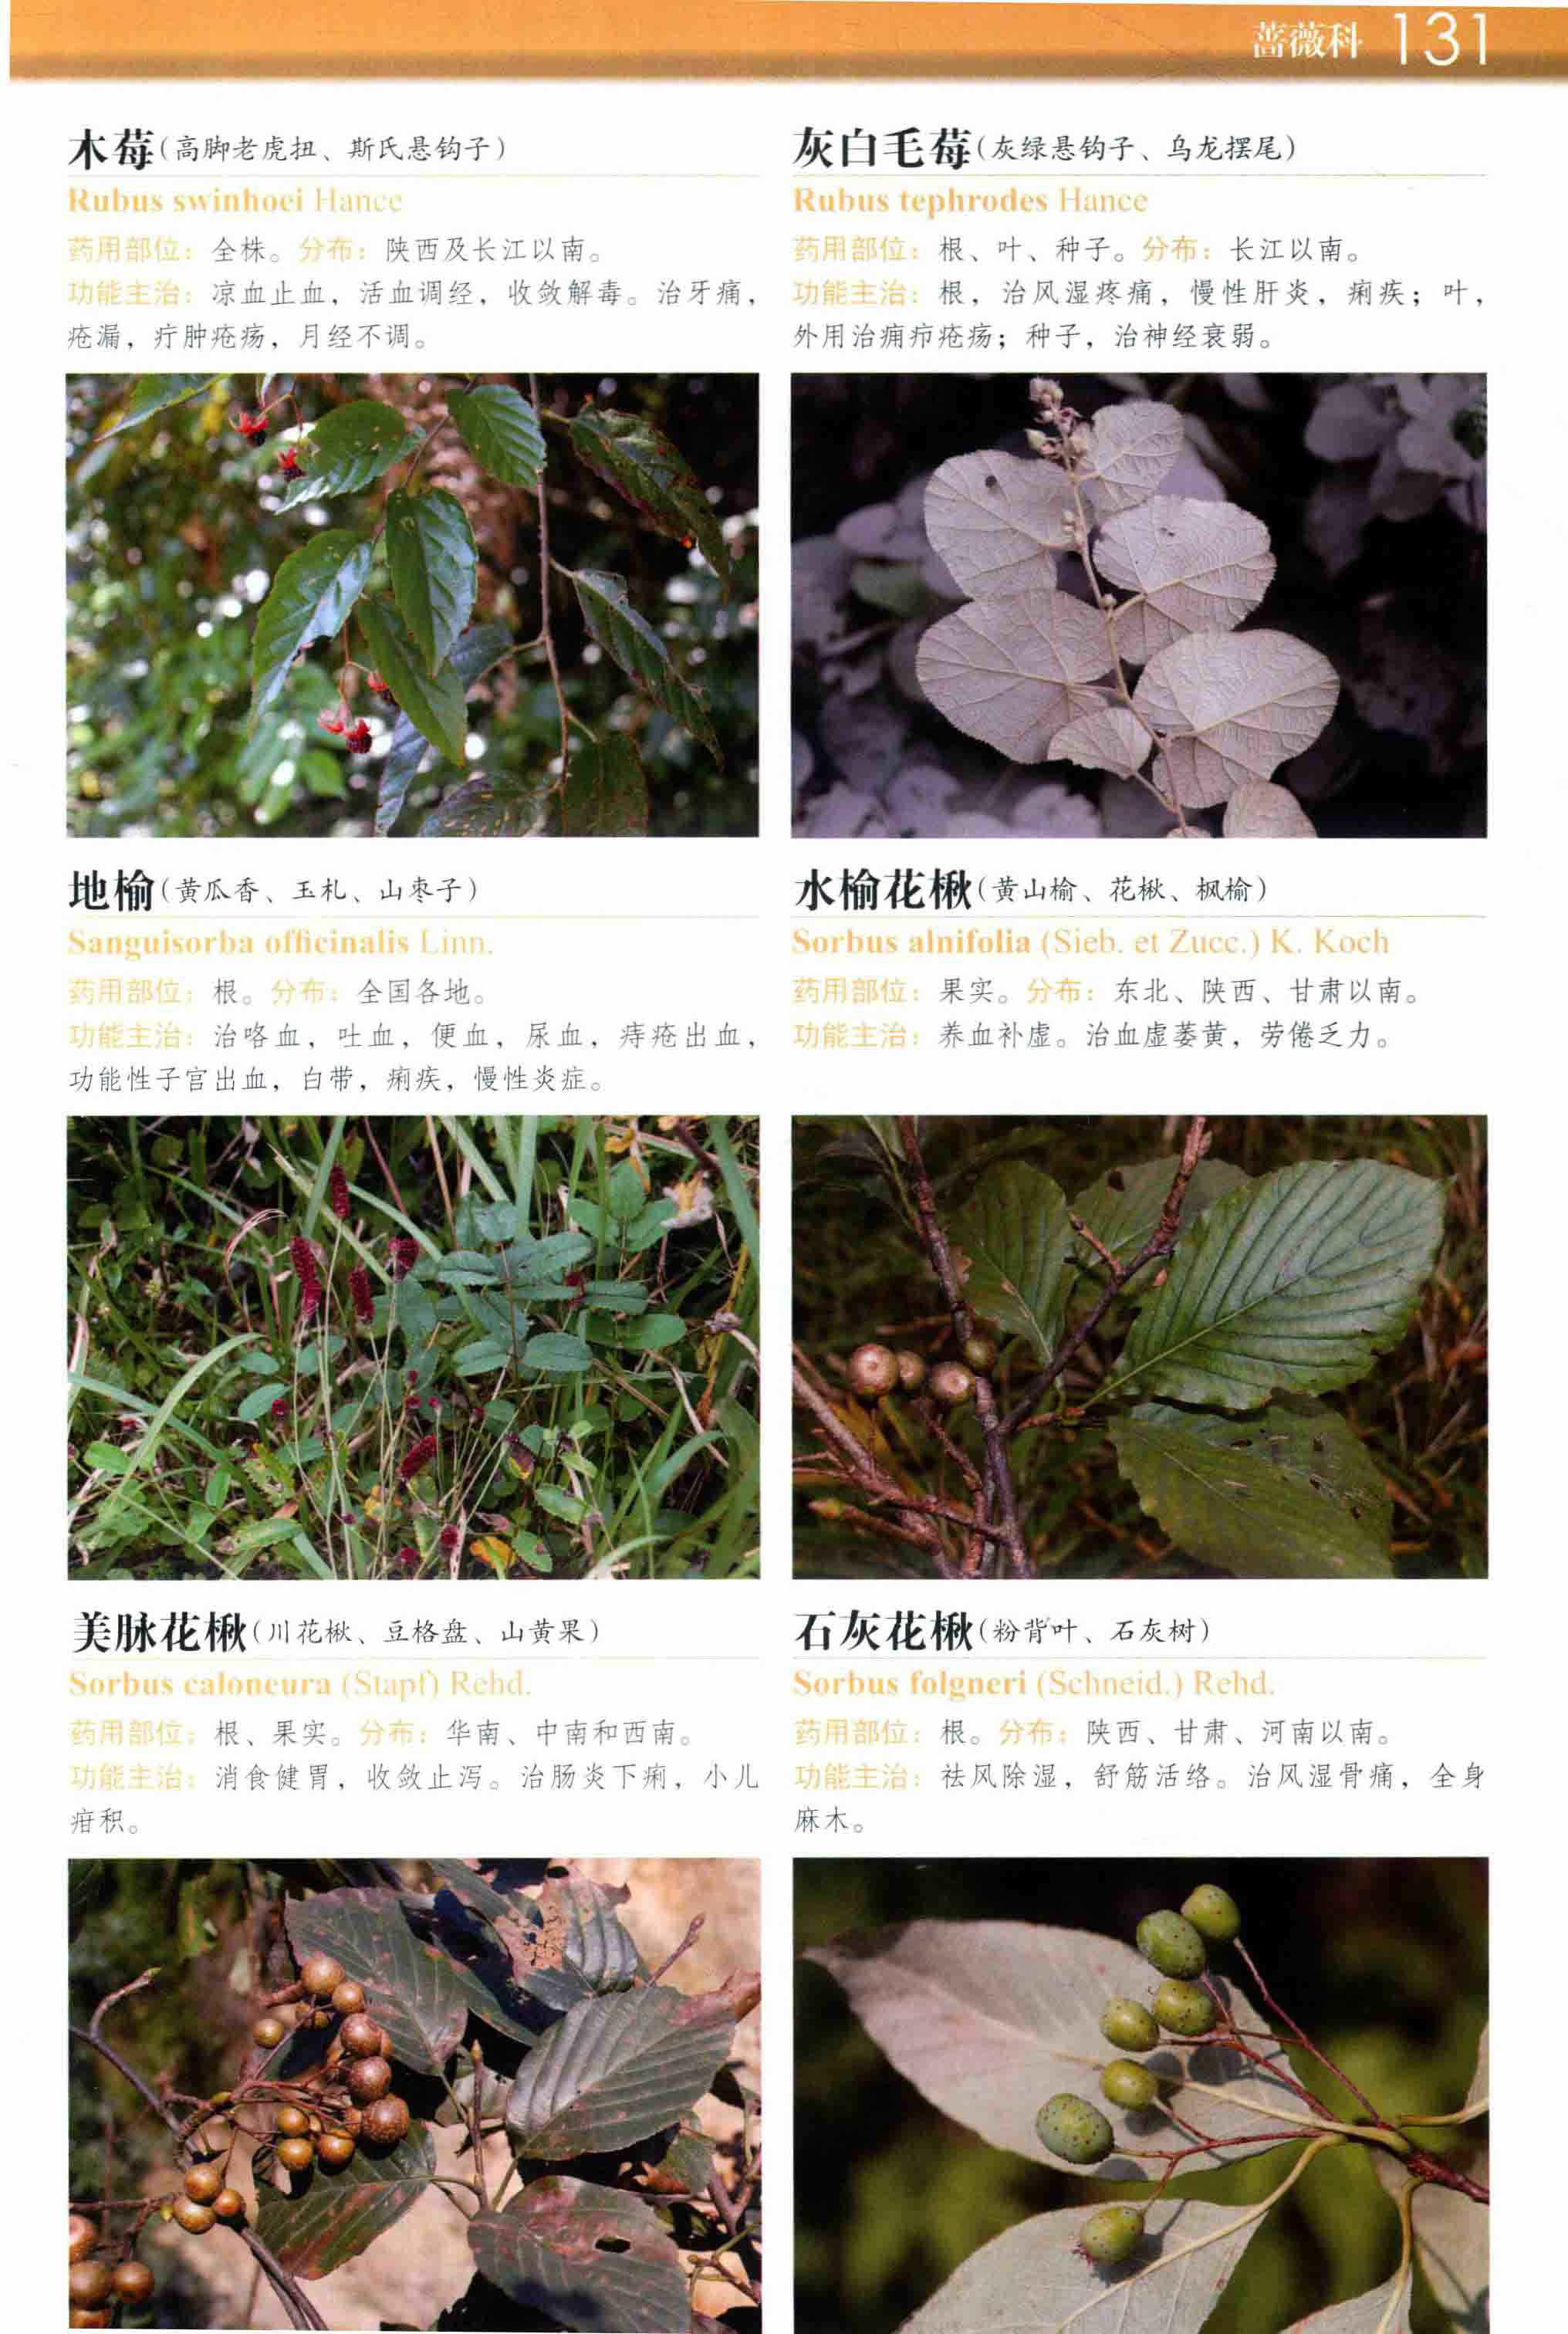 蔷薇科 131
木莓(高脚老虎扭、斯氏悬钩子)
Rubus swinhoei Hance
药用部位：全株。分布：陕西及长江以南。
功能主治：凉血止血，活血调经，收敛解毒。治牙痛，
疮漏，疔肿疮疡，月经不调。
灰白毛莓(灰绿悬钩子、乌龙摆尾)
Rubus tephrodes Hance
药用部位：根、叶、种子。分布：长江以南。
功能主治：根，治风湿疼痛，慢性肝炎，痢疾；叶，
外用治痈疖疮疡；种子，治神经衰弱。
地榆(黄瓜香、玉札、山枣子)
Sanguisorba officinalis Linn.
药用部位：根。分布：全国各地。
功能主治：治咯血，吐血，便血，尿血，痔疮出血，
功能性子宫出血，白带，痢疾，慢性炎症。
水榆花楸(黄山榆、花楸、枫榆)
Sorbus alnifolia (Sieb. et Zucc.) K. Koch
药用部位：果实。分布：东北、陕西、甘肃以南。
功能主治：养血补虚。治血虚萎黄，劳倦乏力。
美脉花楸(川花楸、豆格盘、山黄果)
Sorbus caloneura (Stapf) Rehd.
药用部位：根、果实。分布：华南、中南和西南。
功能主治：消食健胃，收敛止泻。治肠炎下痢，小儿
疳积。
石灰花楸(粉背叶、石灰树)
Sorbus folgneri (Schneid.) Rehd.
药用部位：根。分布：陕西、甘肃、河南以南。
功能主治：祛风除湿，舒筋活络。治风湿骨痛，全身
麻木。